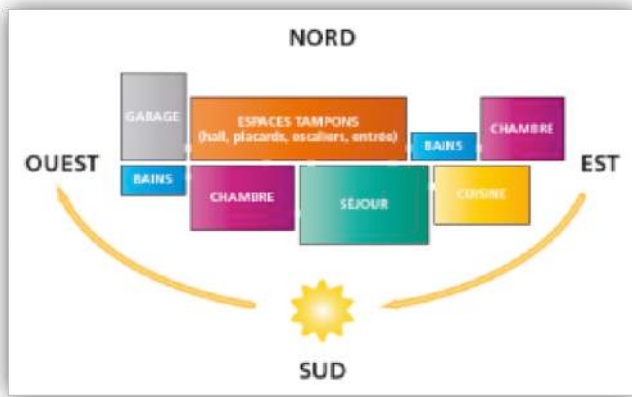 NORD
GARAGE
ESPACES TAMPONS
(hall, placards, escaliers, entrée)
BAINS
CHAMBRE
OUEST
EST
BAINS
CHAMBRE
SÉJOUR
CUISINE
SUD